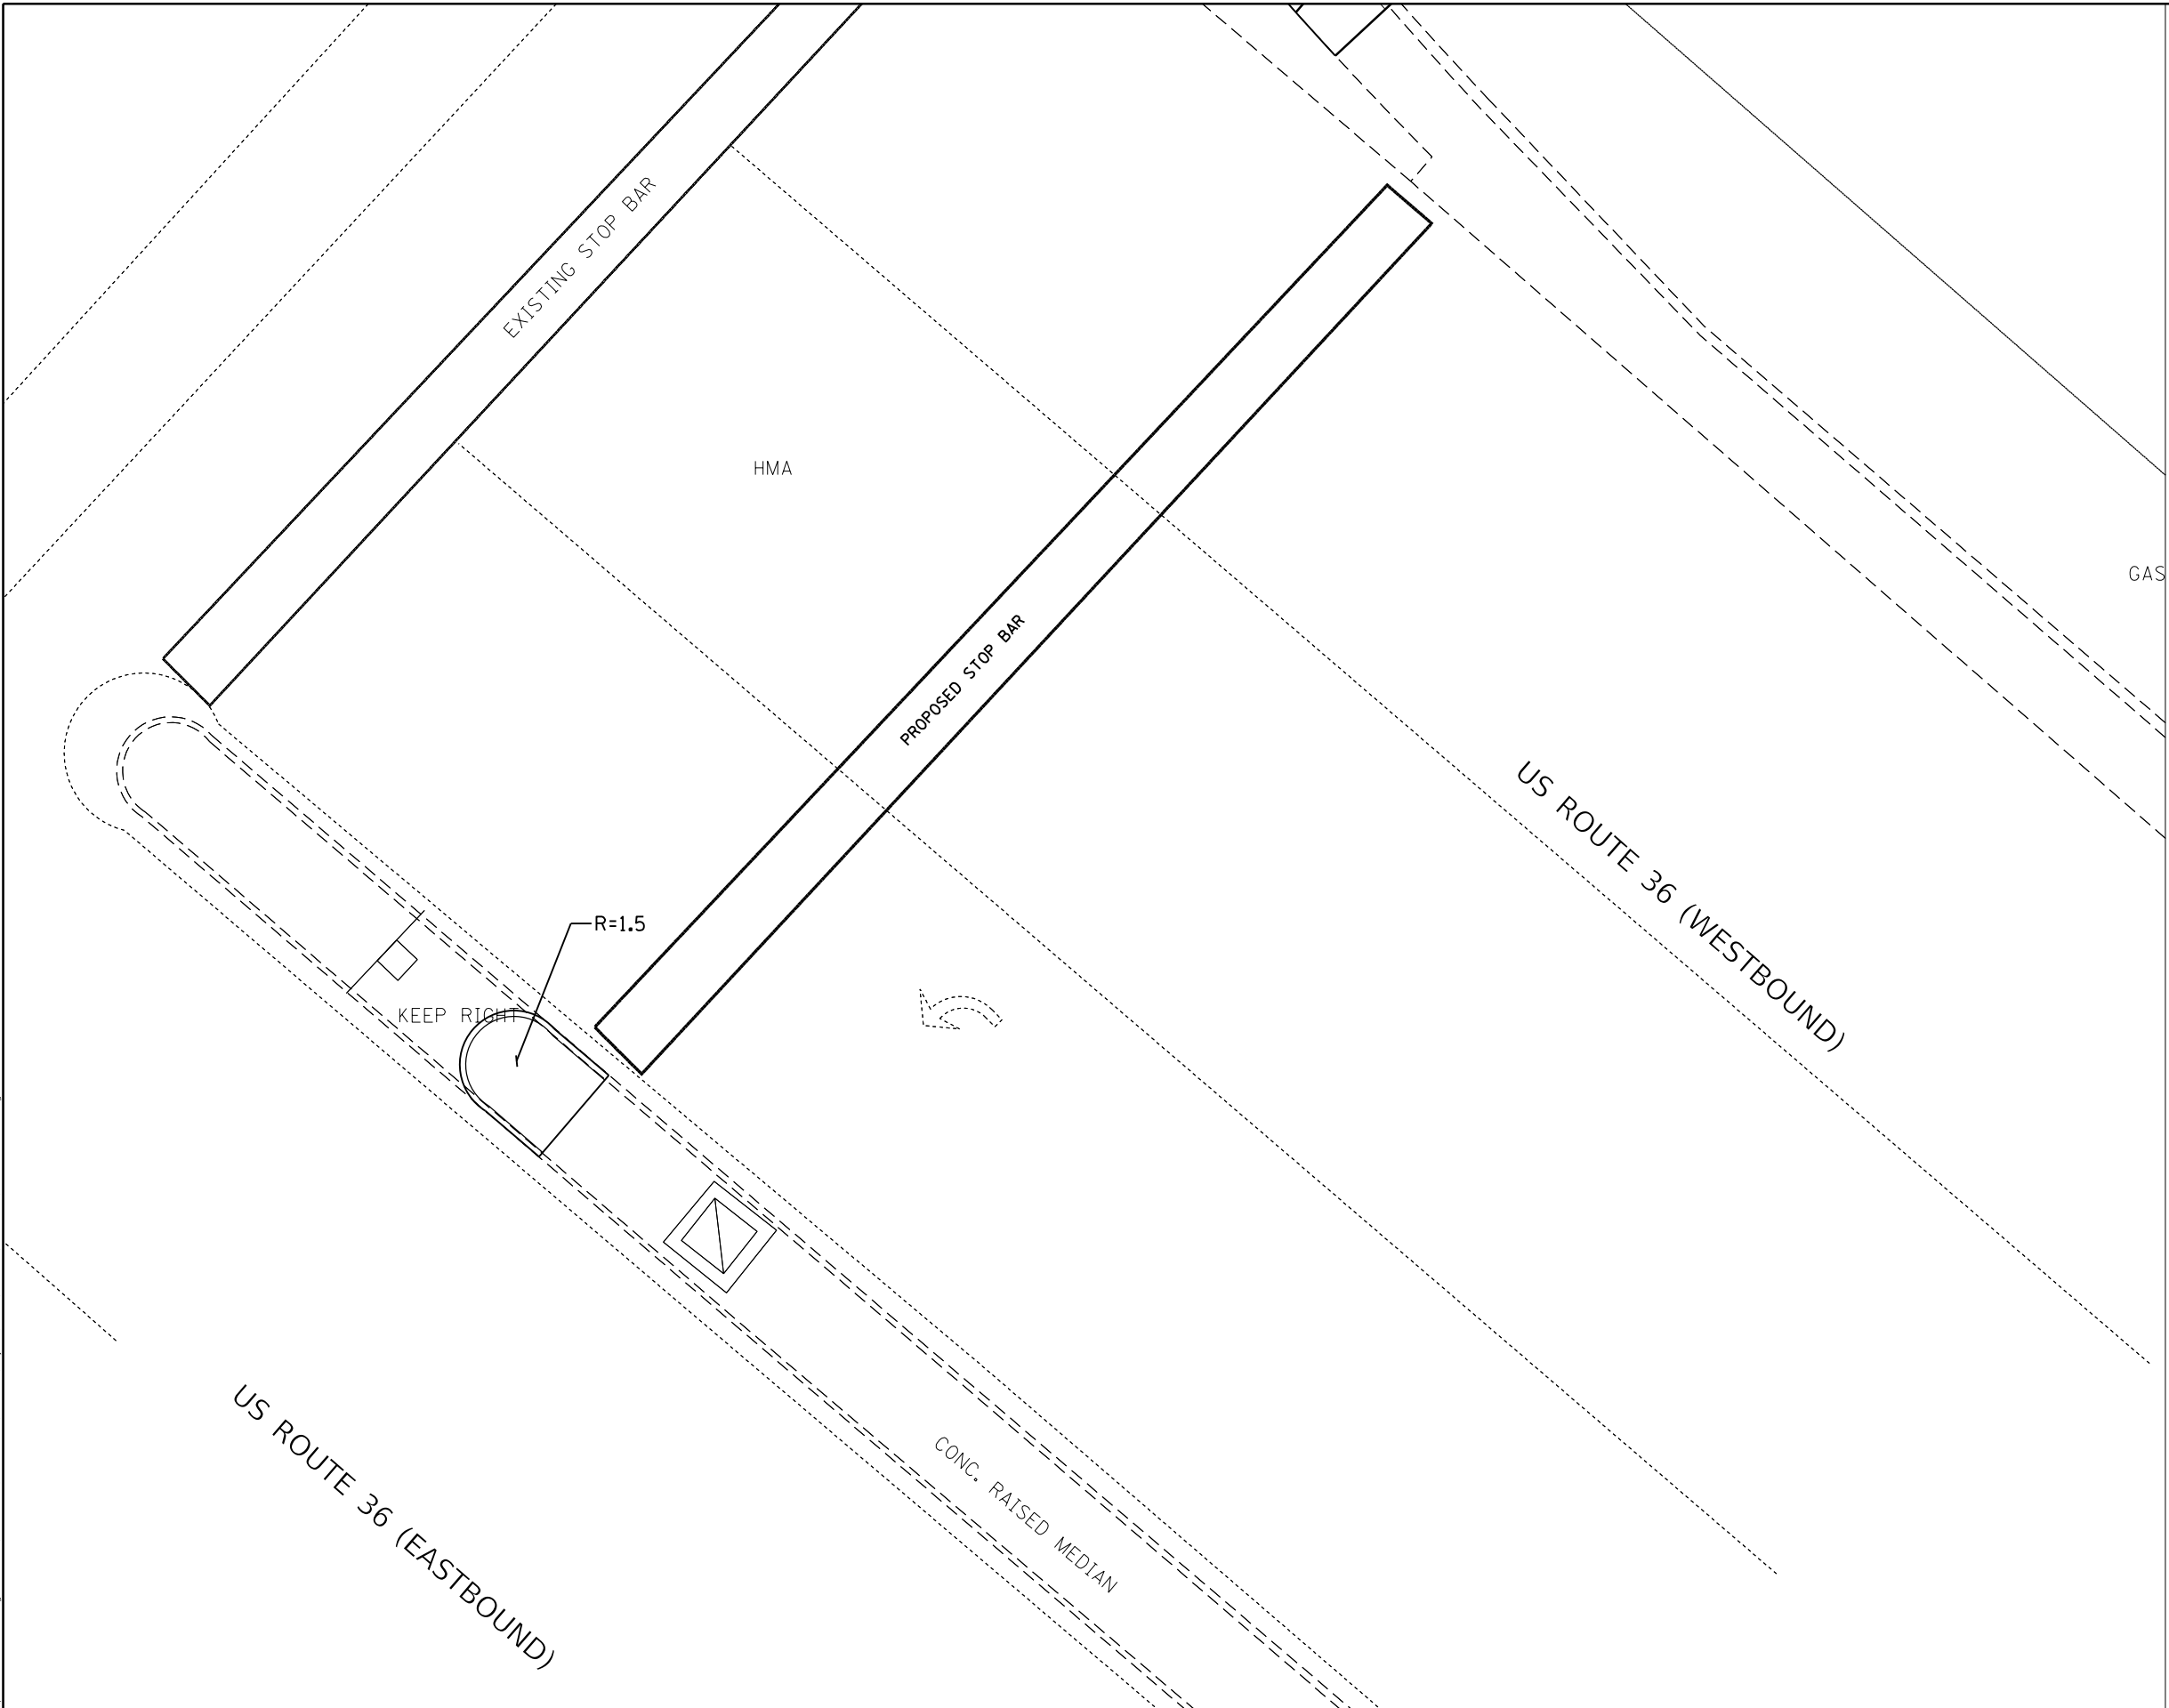 EXISTING STOP BAR
HMA
GAS
PROPOSED STOP BAR
US ROUTE 36 (WESTBOUND)
R=1.5
KEEP RIGHT
CONC. RAISED MEDIAN
US ROUTE 36 (EASTBOUND)